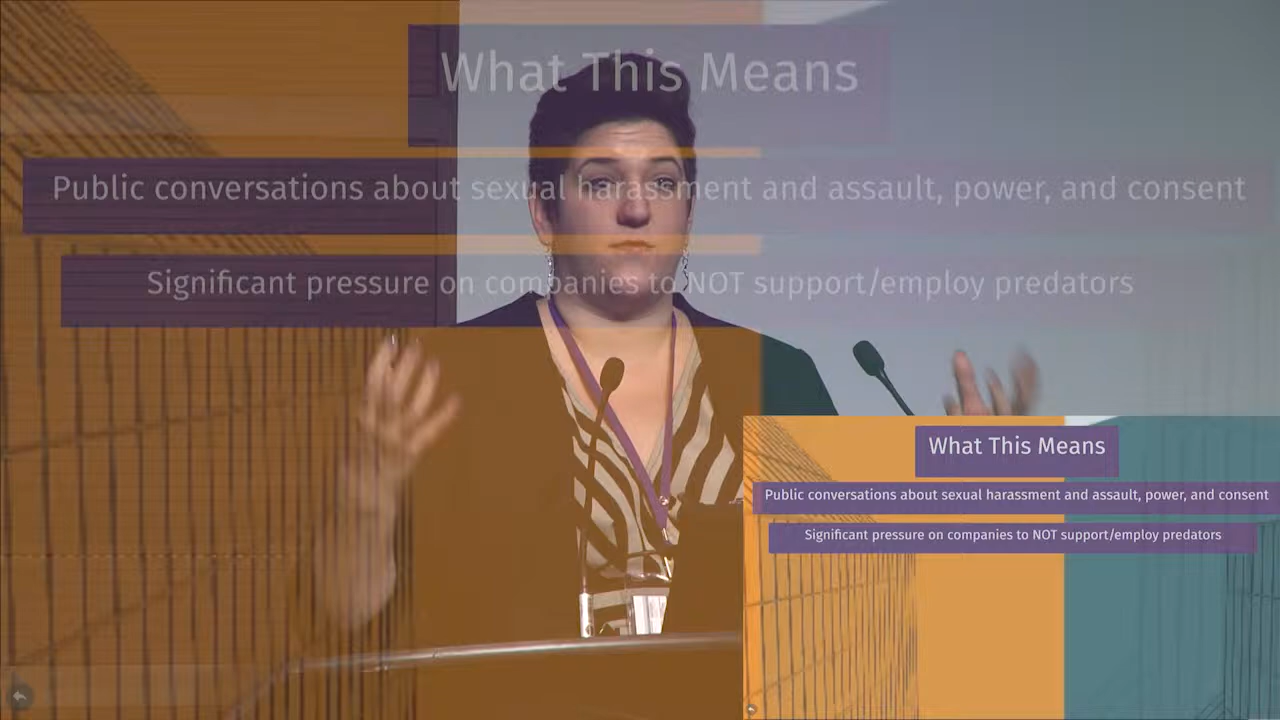 What This Means
Public conversations about sexual harassment and assault, power, and consent
Significant pressure on companies to NOT support/employ predators
What This Means
Public conversations about sexual harassment and assault, power, and consent
Significant pressure on companies to NOT support/employ predators